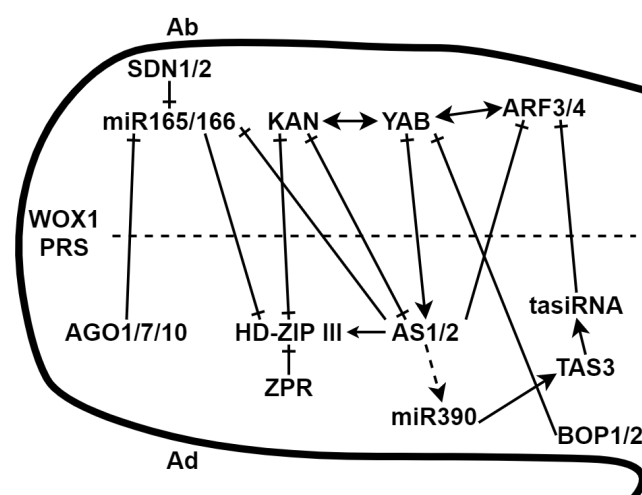 Ab
SDN1/2
miR165/166
KAN
YAB
ARF3/4
WOX1
PRS
tasiRNA
AGO1/7/10
HD-ZIP III
AS1/2
TAS3
ZPR
miR390
BOP1/2
Ad